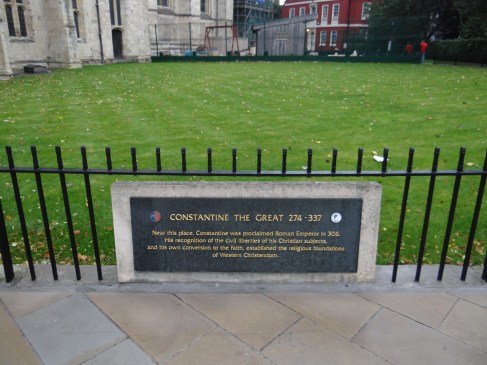 CONSTANTINE THE GREAT 274-337
Near this place, Constantine was proclaimed Roman Emperor in 306.
His recognition of the civil liberties of his Christian subjects,
and his own conversion to the faith, established the religious foundations
of Western Christendom.